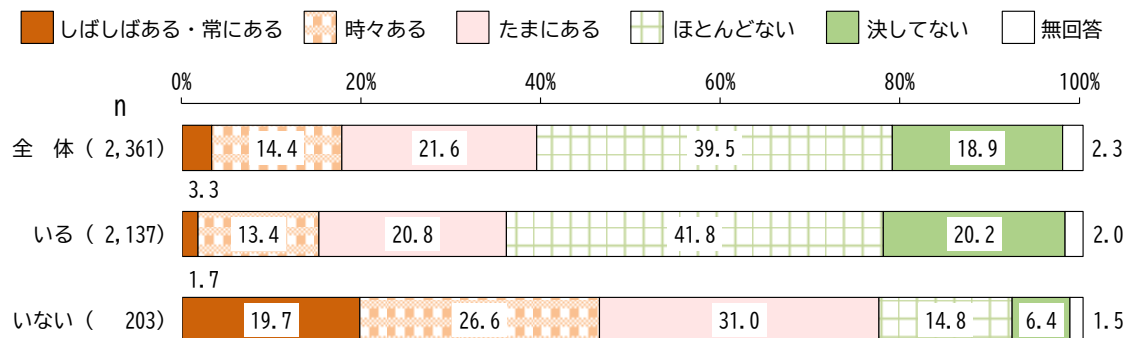 しばしばある・常にある 時々ある たまにある ほとんどない 決してない 無回答
0% 20% 40% 60% 80% 100%
n
全 体 ( 2,361) 14.4 21.6 39.5 18.9 2.3
3.3
いる ( 2,137) 13.4 20.8 41.8 20.2 2.0
1.7
いない ( 203) 19.7 26.6 31.0 14.8 6.4 1.5